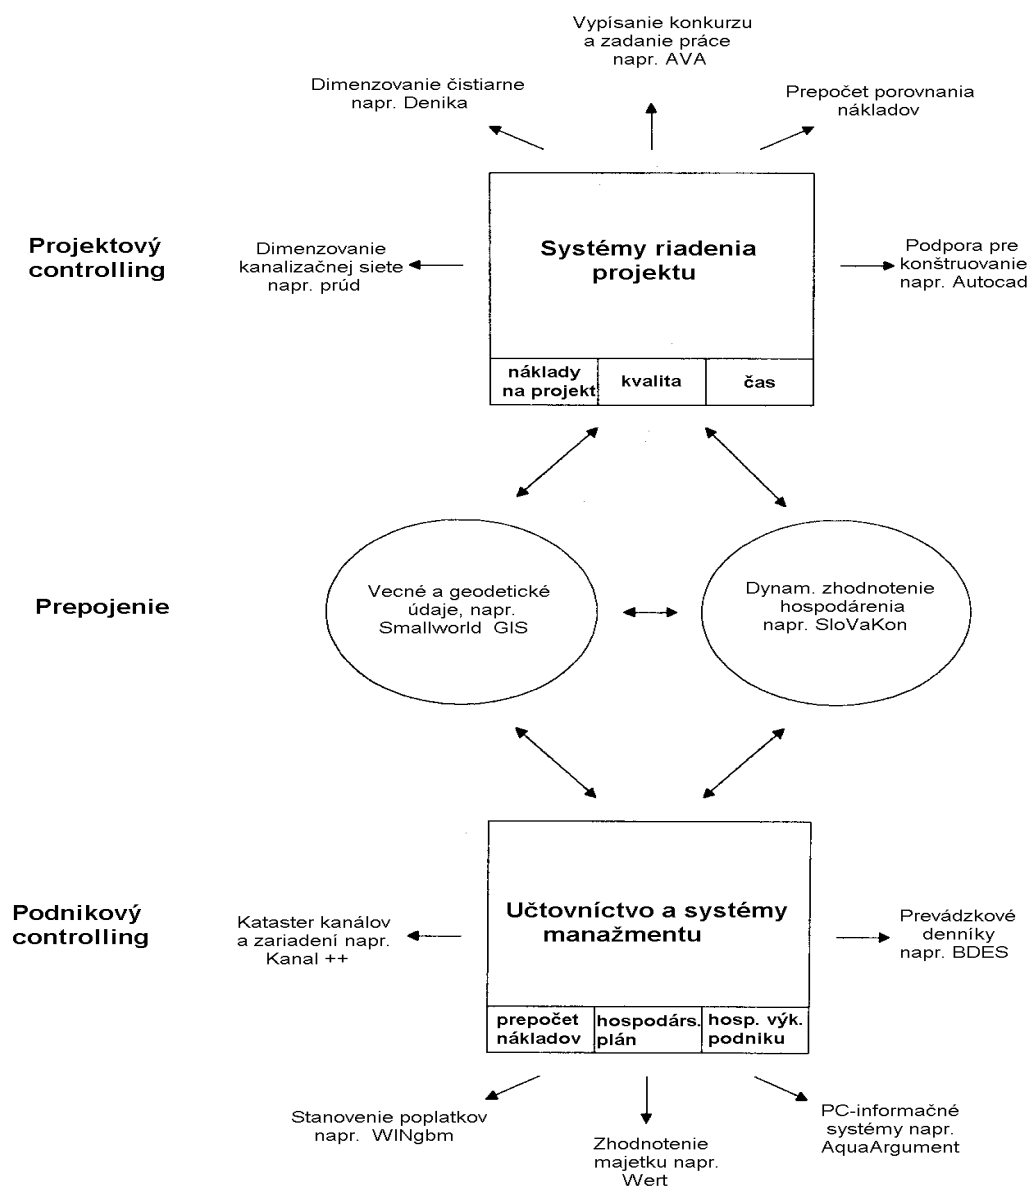 Vypísanie konkurzu
a zadanie práce
napr. AVA
Dimenzovanie čistiarne
napr. Denika
Prepočet porovnania
nákladov
Projektový
controlling
Dimenzovanie
kanalizačnej siete
napr. prúd
Systémy riadenia
projektu
Podpora pre
konštruovanie
napr. Autocad
náklady
na projekt
kvalita
čas
Prepojenie
Vecné a geodetické
údaje, napr.
Smallworld GIS
Dynam. zhodnotenie
hospodárenia
napr. SloVaKon
Podnikový
controlling
Kataster kanálov
a zariadení napr.
Kanal ++
Učtovníctvo a systémy
manažmentu
Prevádzkové
denníky
napr. BDES
prepočet
nákladov
hospodárs.
plán
hosp. výk.
podniku
Stanovenie poplatkov
napr. WINgbm
Zhodnotenie
majetku napr.
Wert
PC-informačné
systémy napr.
AquaArgument